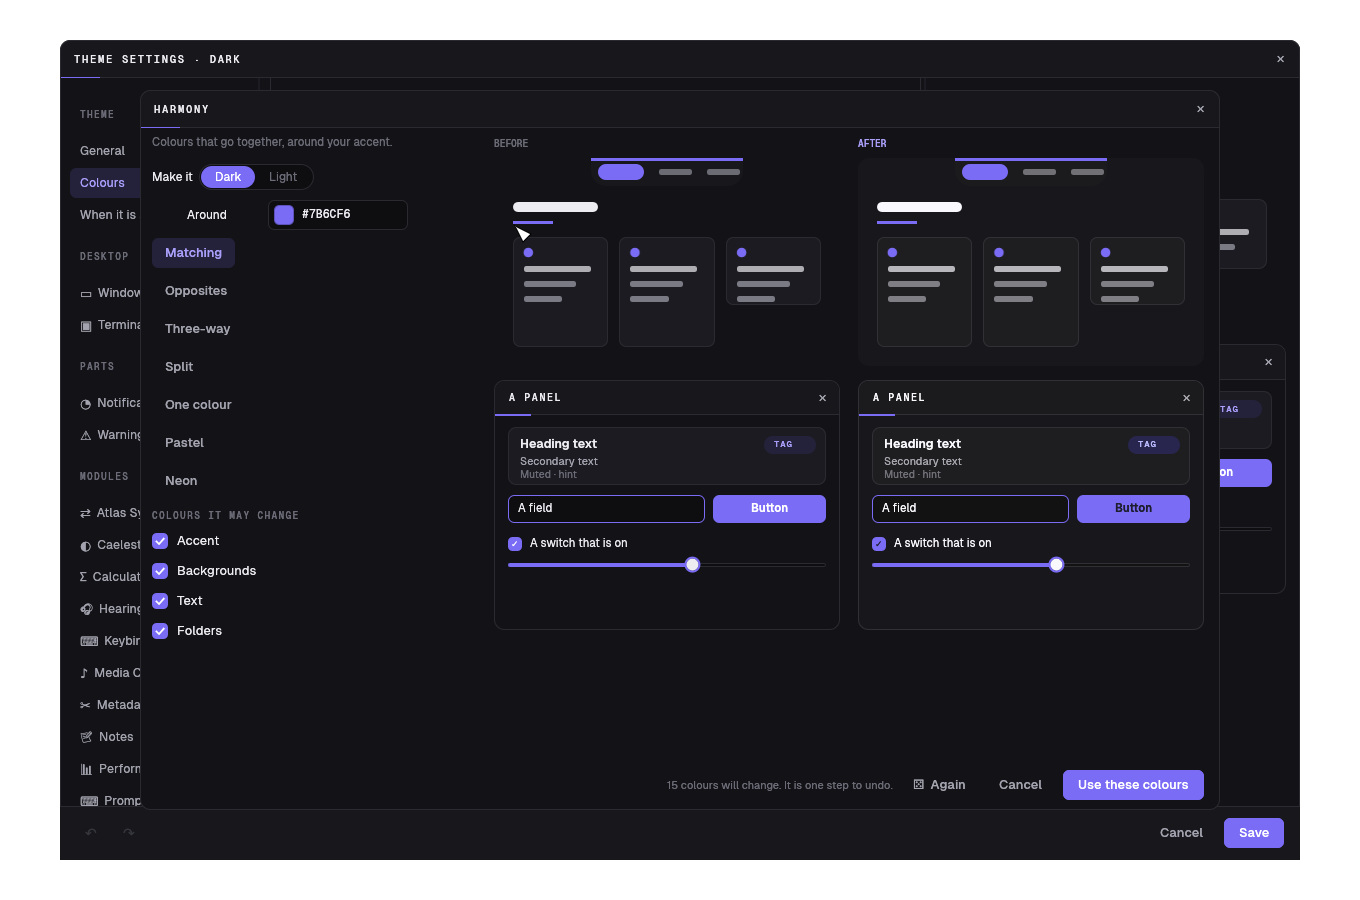 THEME SETTINGS · DARK
THEME
General
Colours
When it is
DESKTOP
Window
Termina
PARTS
Notifica
Warning
MODULES
Atlas Sy
Caelest
Calculat
Hearing
Keybin
Media C
Metada
Notes
Perform
Promp
HARMONY
Colours that go together, around your accent.
Make it Dark Light
Around #7B6CF6
Matching
Opposites
Three-way
Split
One colour
Pastel
Neon
COLOURS IT MAY CHANGE
Accent
Backgrounds
Text
Folders
BEFORE
A PANEL
Heading text TAG
Secondary text
Muted · hint
A field Button
A switch that is on
AFTER
A PANEL
Heading text TAG
Secondary text
Muted · hint
A field Button
A switch that is on
TAG
on
15 colours will change. It is one step to undo. Again Cancel Use these colours
Cancel Save